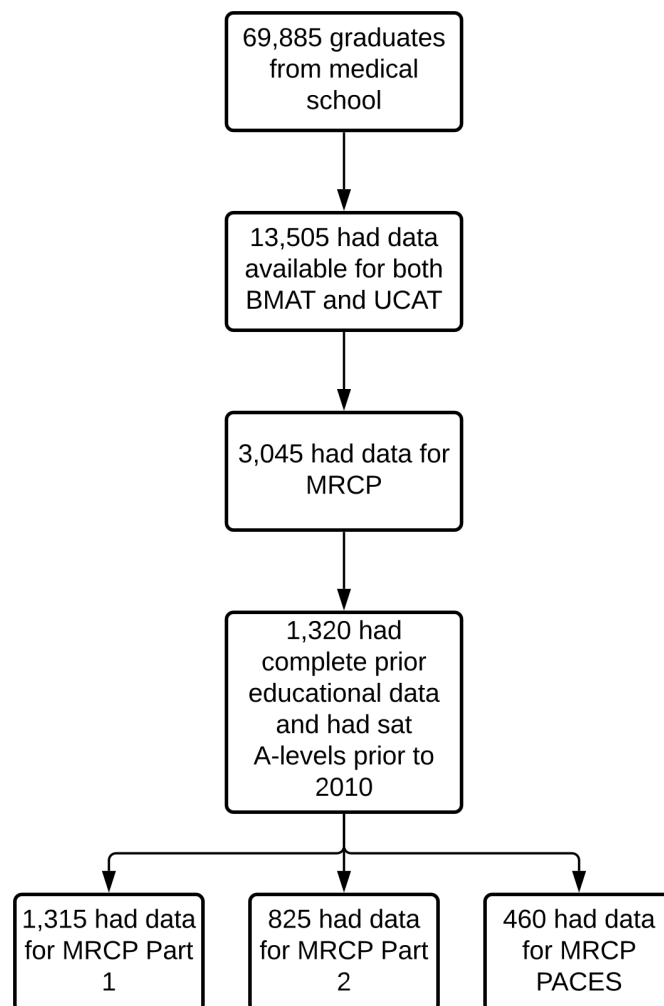 69,885 graduates
from medical
school
13,505 had data
available for both
BMAT and UCAT
3,045 had data for
MRCP
1,320 had
complete prior
educational data
and had sat
A-levels prior to
2010
1,315 had data
for MRCP Part
1
825 had data
for MRCP Part
2
460 had data
for MRCP
PACES